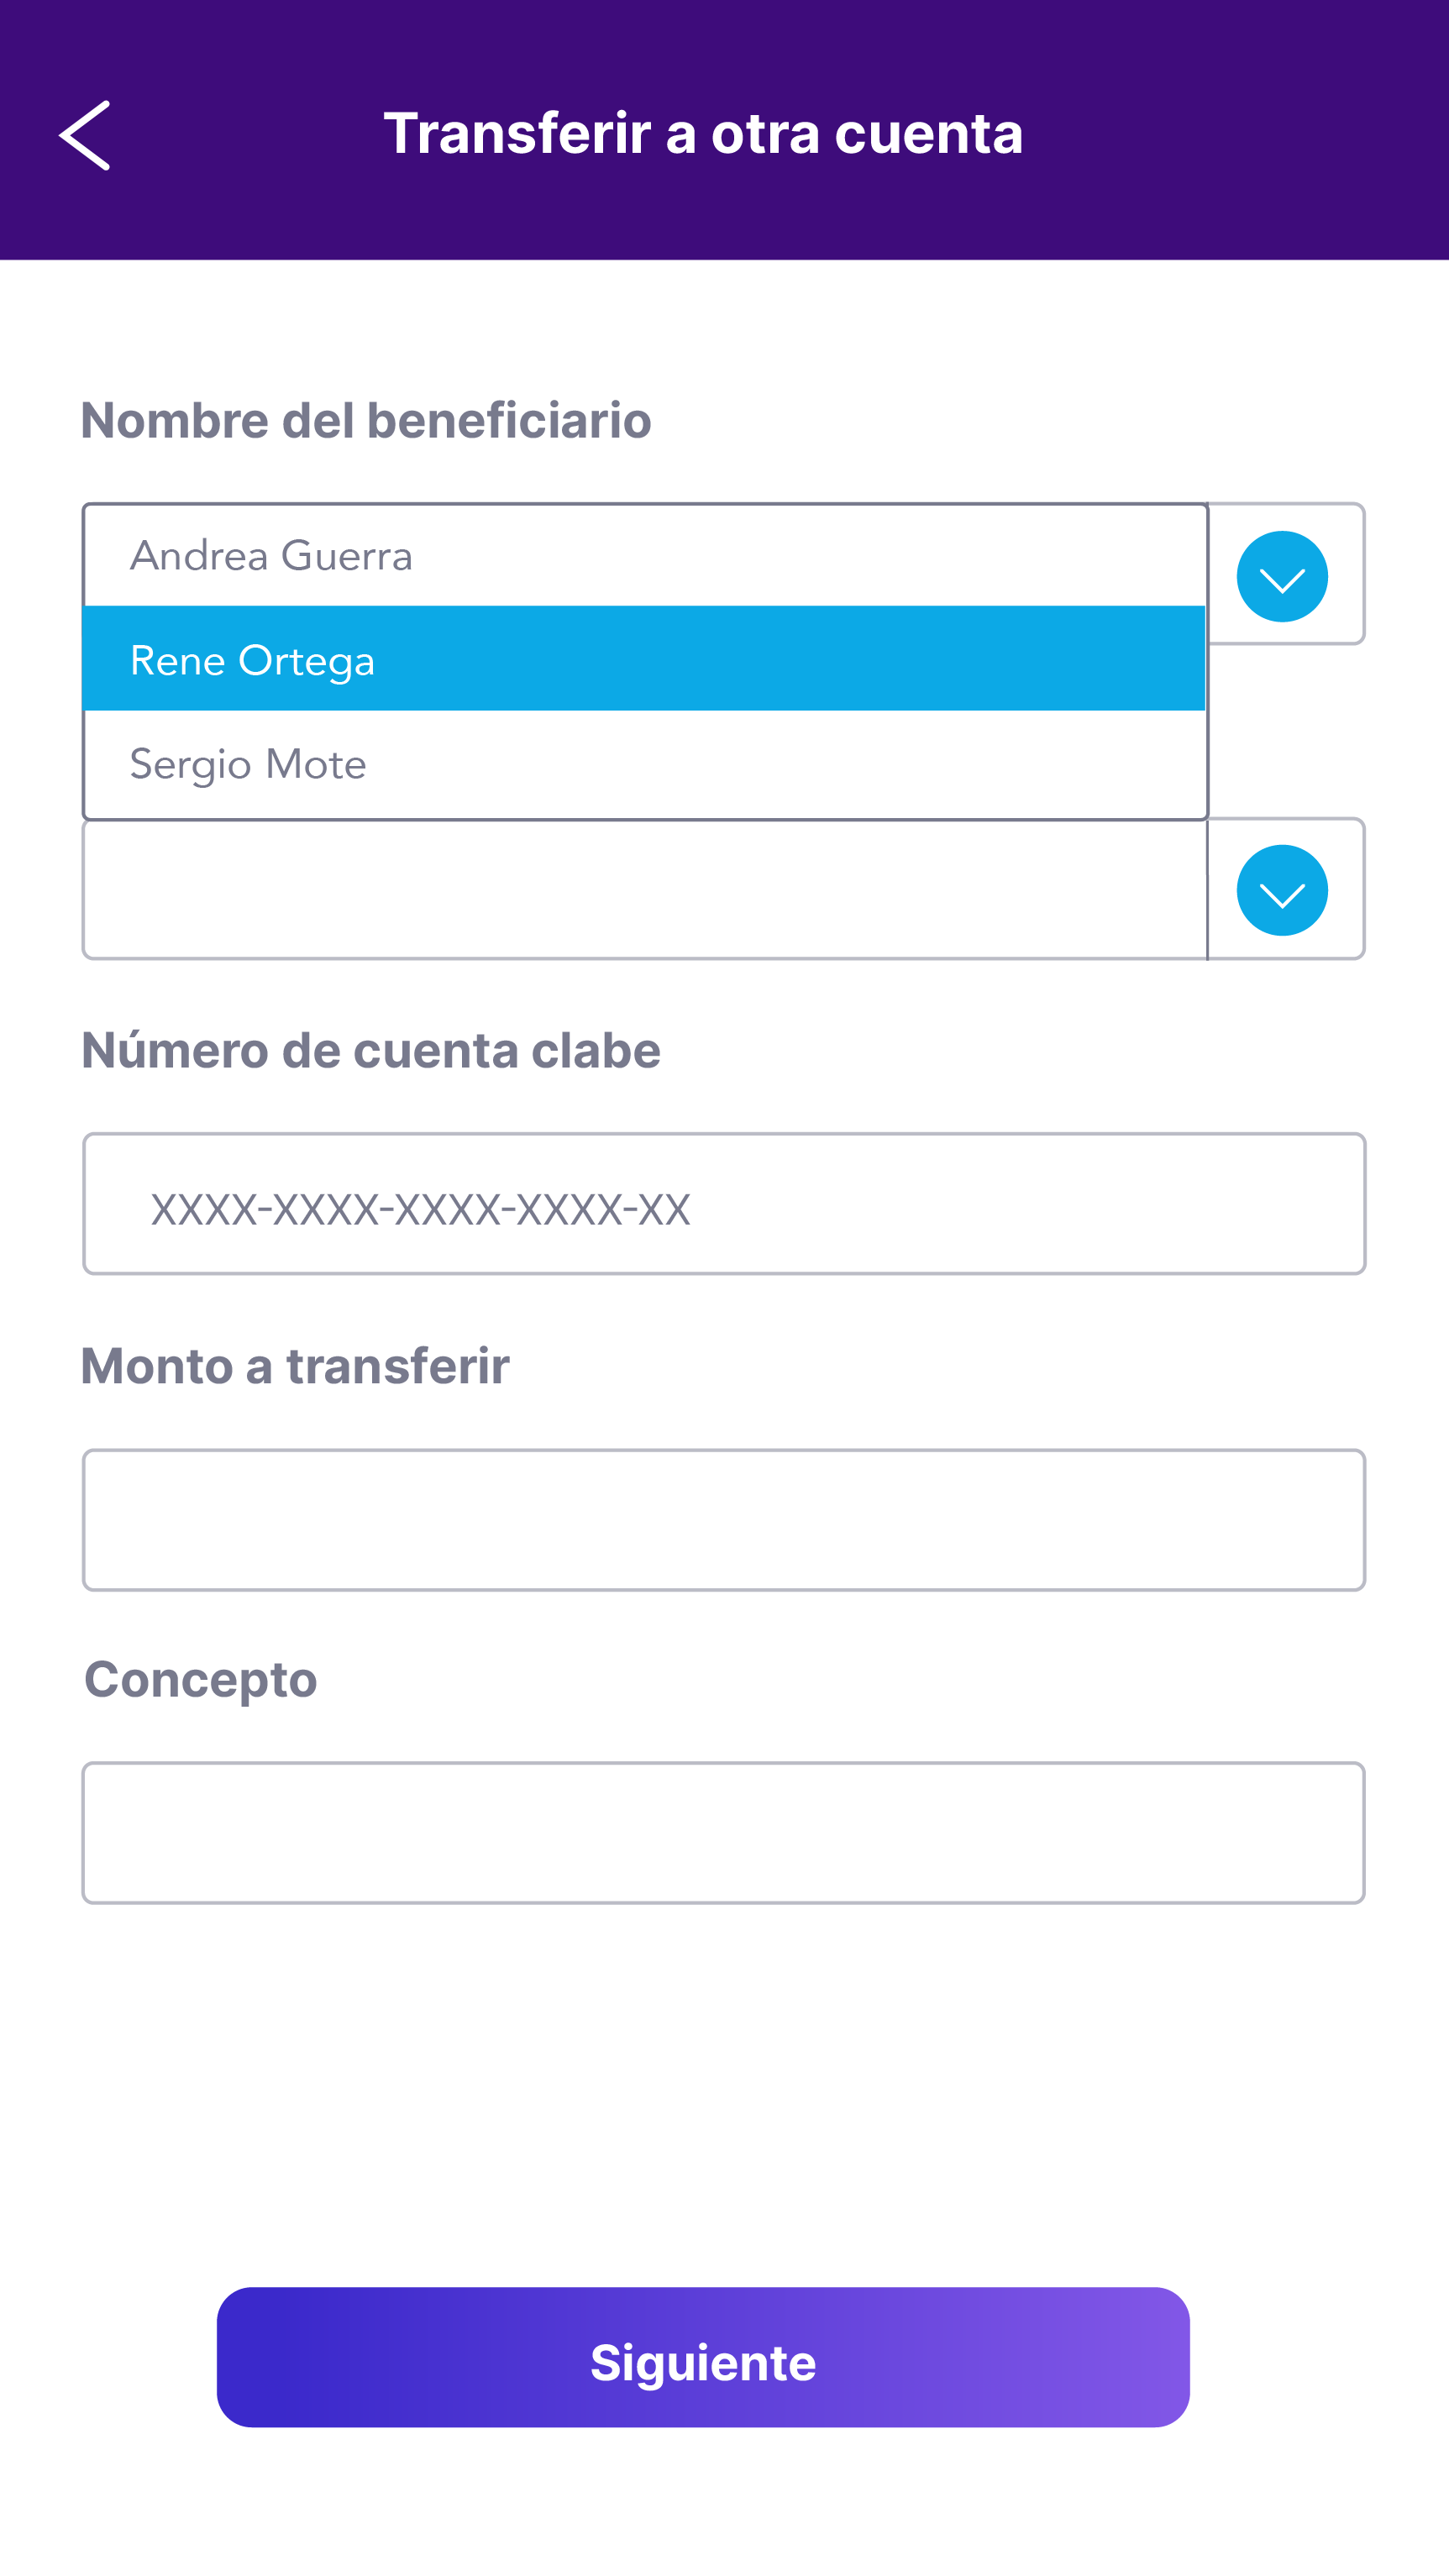 Transferir a otra cuenta
Nombre del beneficiario
Andrea Guerra
Rene Ortega
Sergio Mote
Número de cuenta clabe
XXXX-XXXX-XXXX-XXXX-XX
Monto a transferir
Concepto
Siguiente